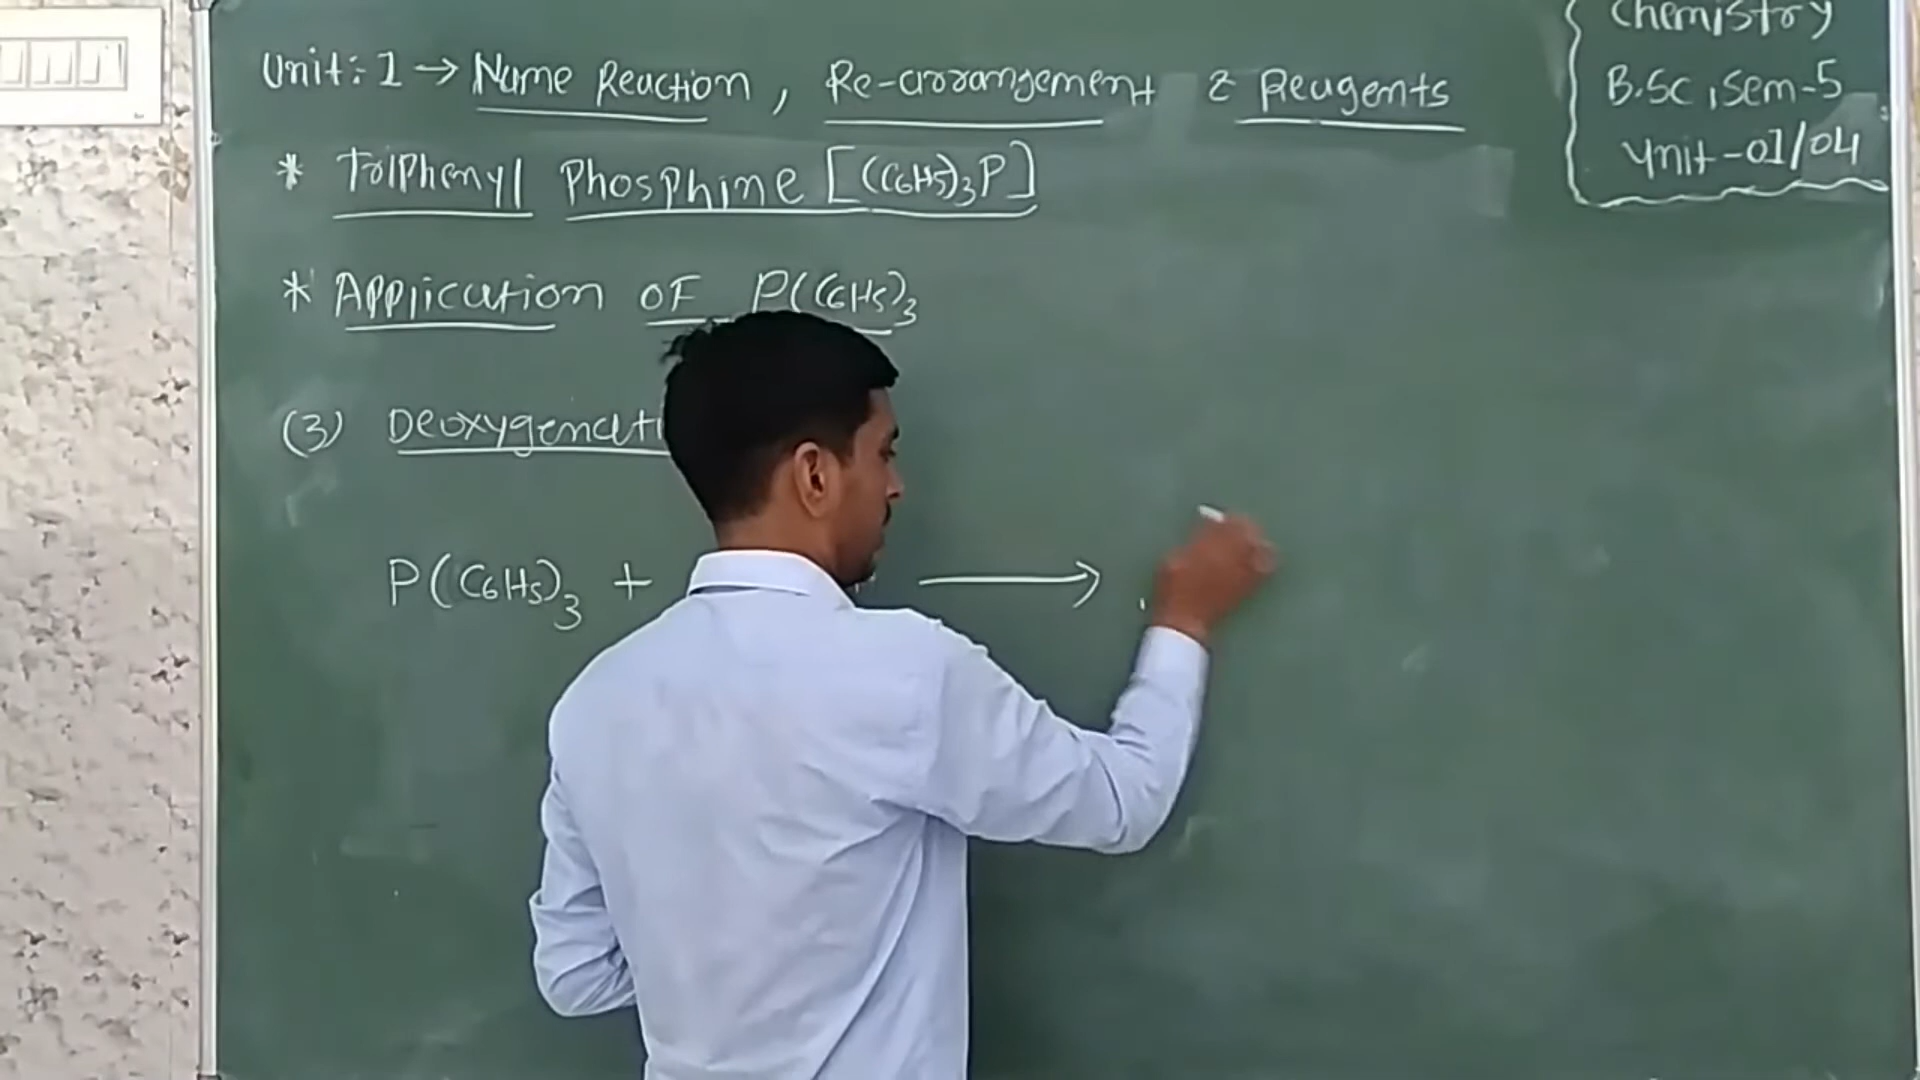 Unit:1 → Name Reaction, Re-arrangement & Reagents
* Triphenyl Phosphine [(C6H5)3P]
* Application OF P(C6H5)3
(3) Deoxygenati
P(C6H5)3 + →
Chemistry
B.Sc, Sem-5
Unit-01/04